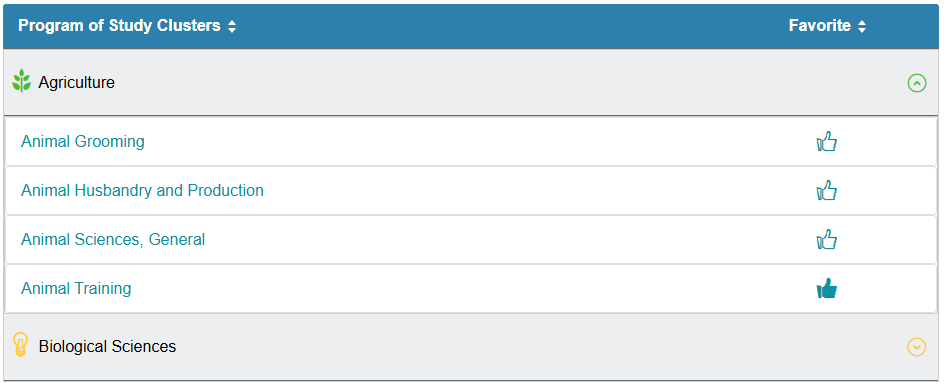 Program of Study Clusters Favorite
Agriculture
Animal Grooming
Animal Husbandry and Production
Animal Sciences, General
Animal Training
Biological Sciences